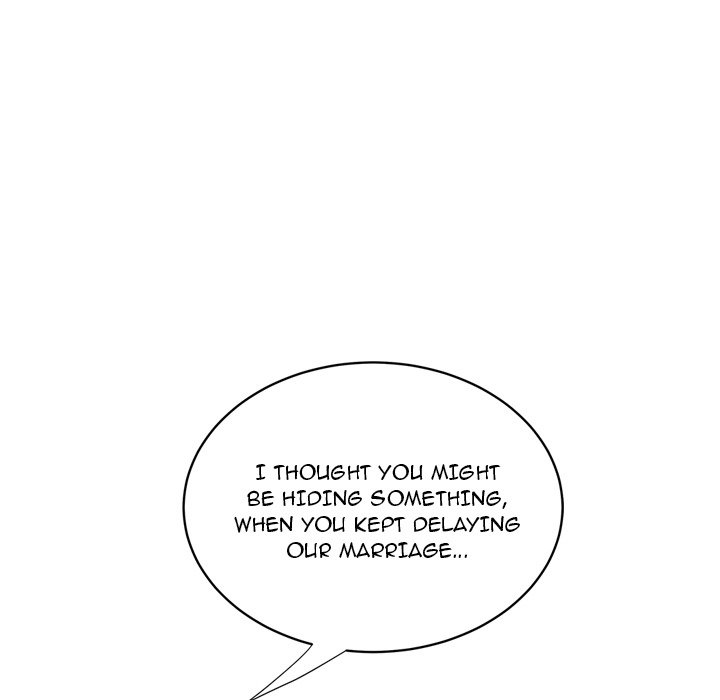 I THOUGHT YOU MIGHT
BE HIDING SOMETHING,
WHEN YOU KEPT DELAYING
OUR MARRIAGE...